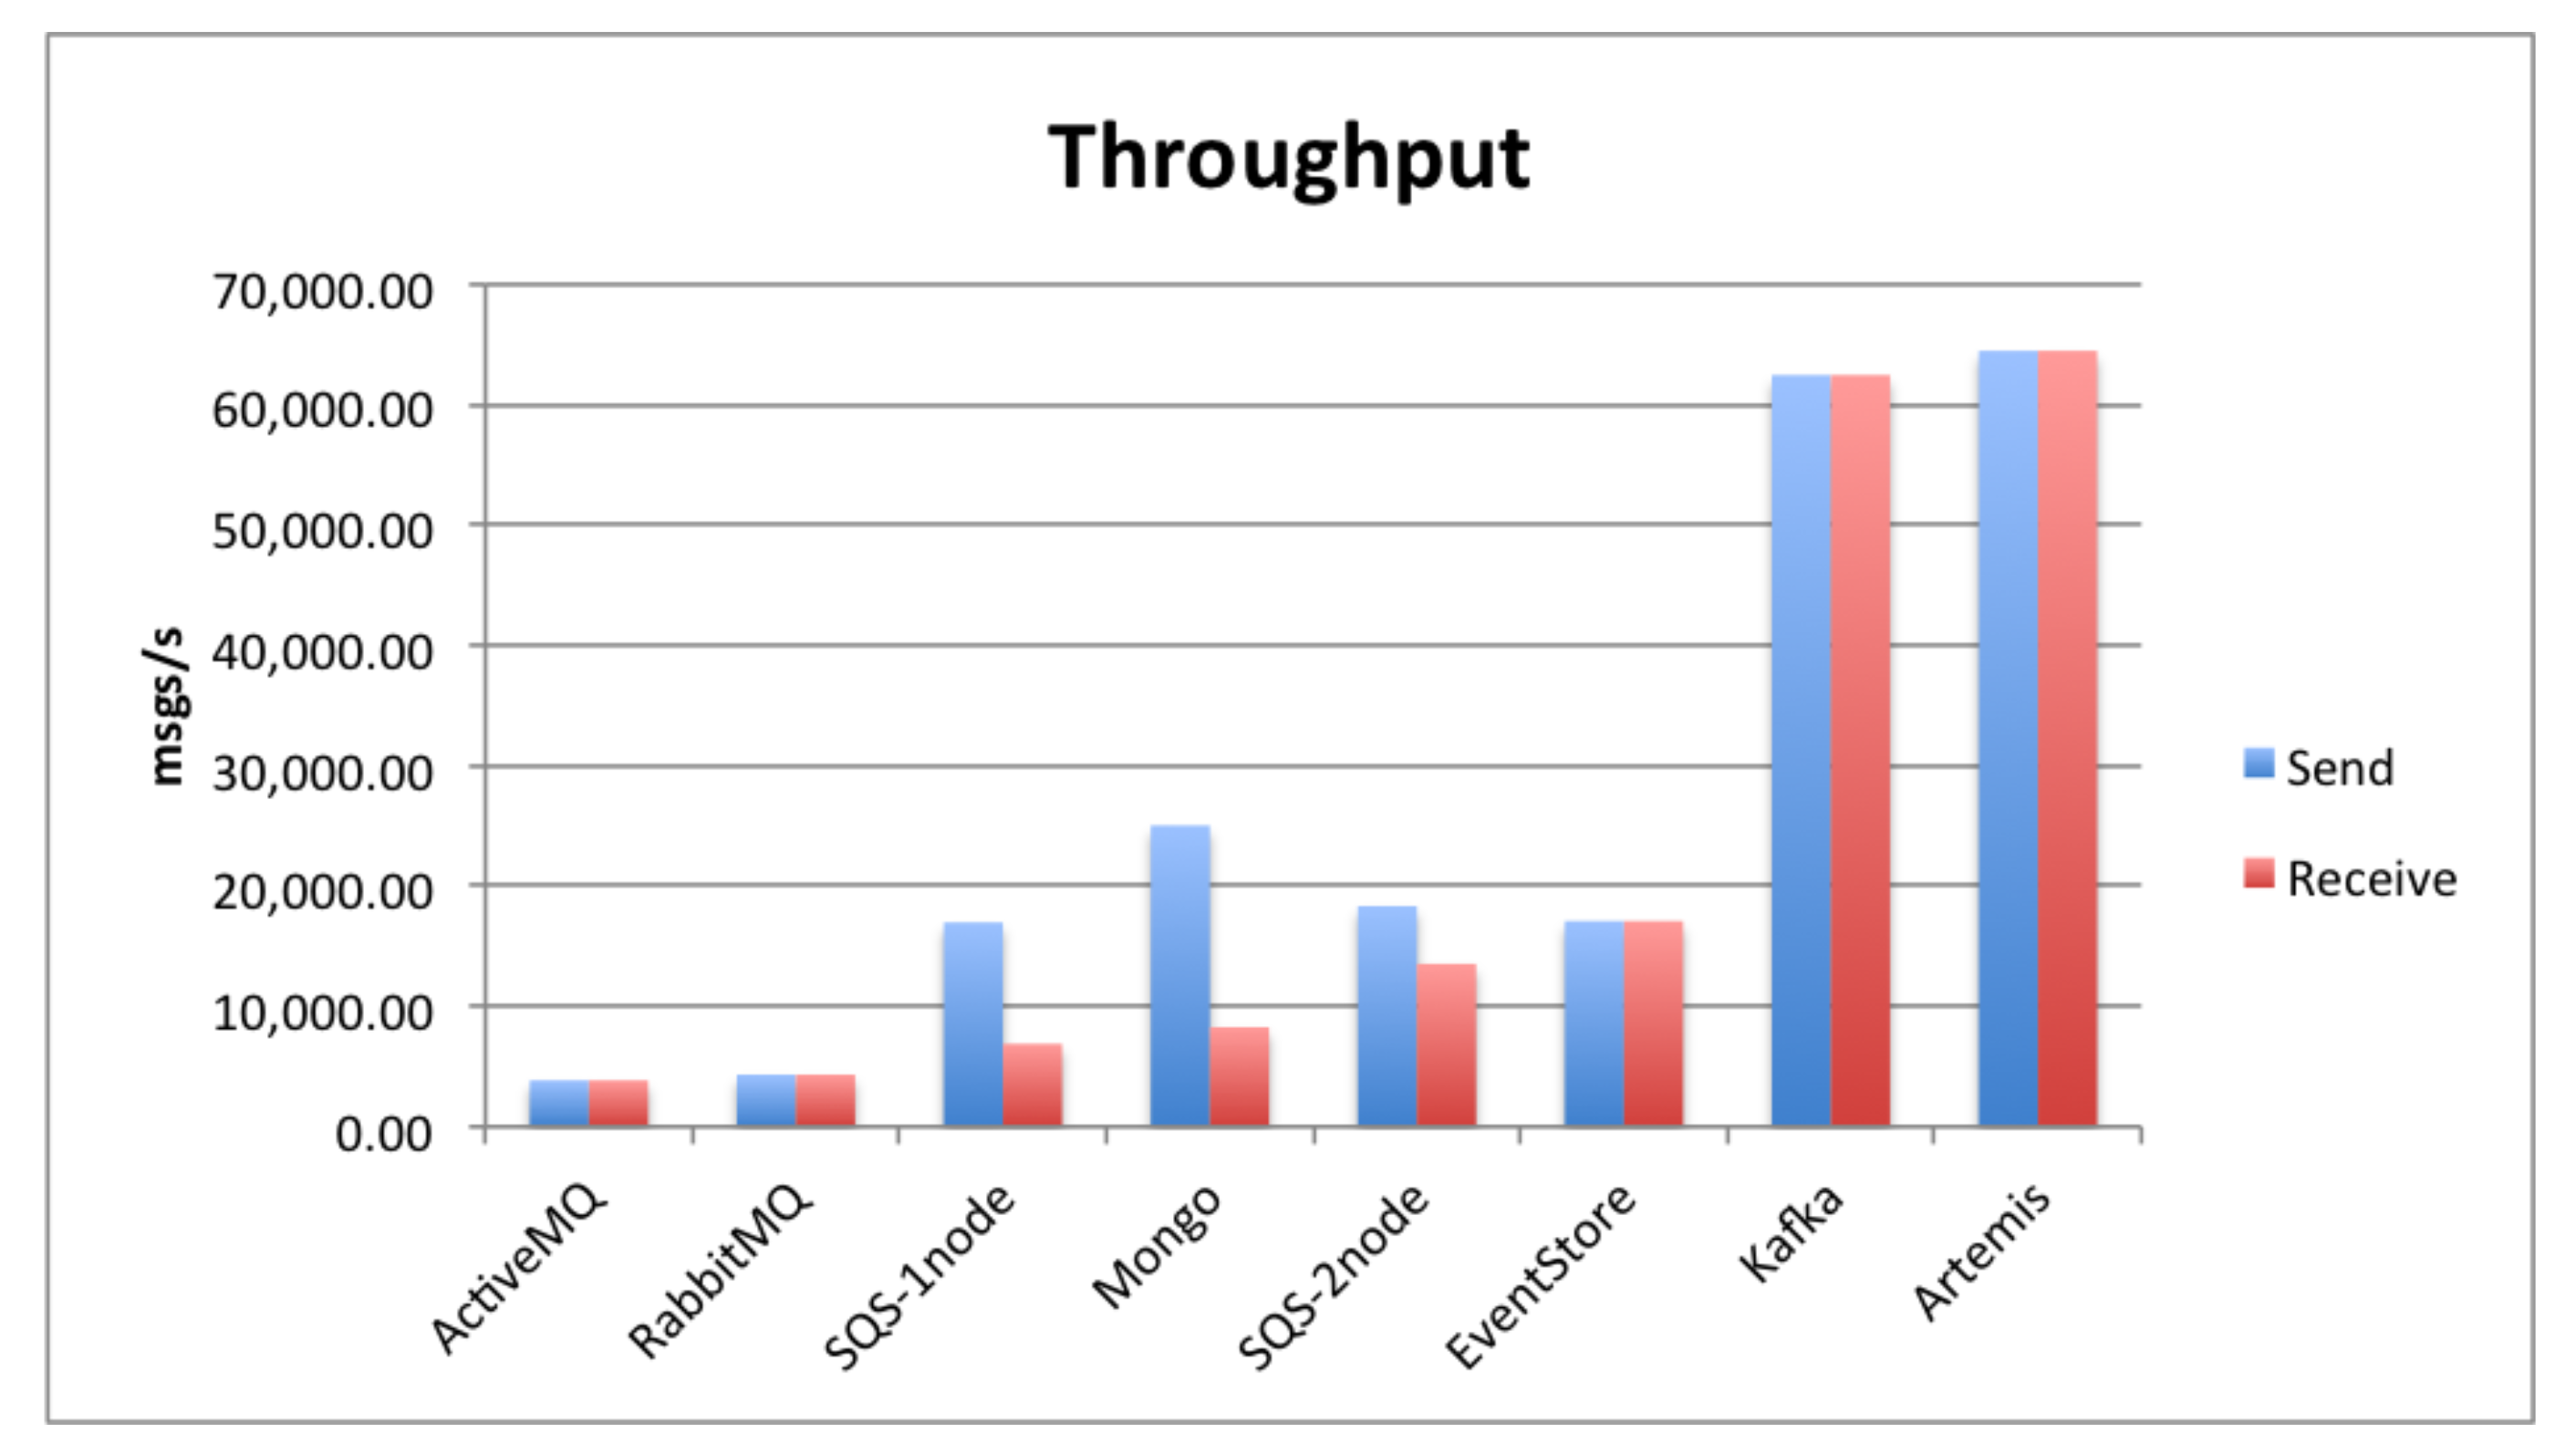 Throughput
70,000.00
60,000.00
50,000.00
40,000.00
30,000.00
20,000.00
10,000.00
0.00
msgs/s
ActiveMQ
RabbitMQ
SQS-1node
Mongo
SQS-2node
EventStore
Kafka
Artemis
Send
Receive